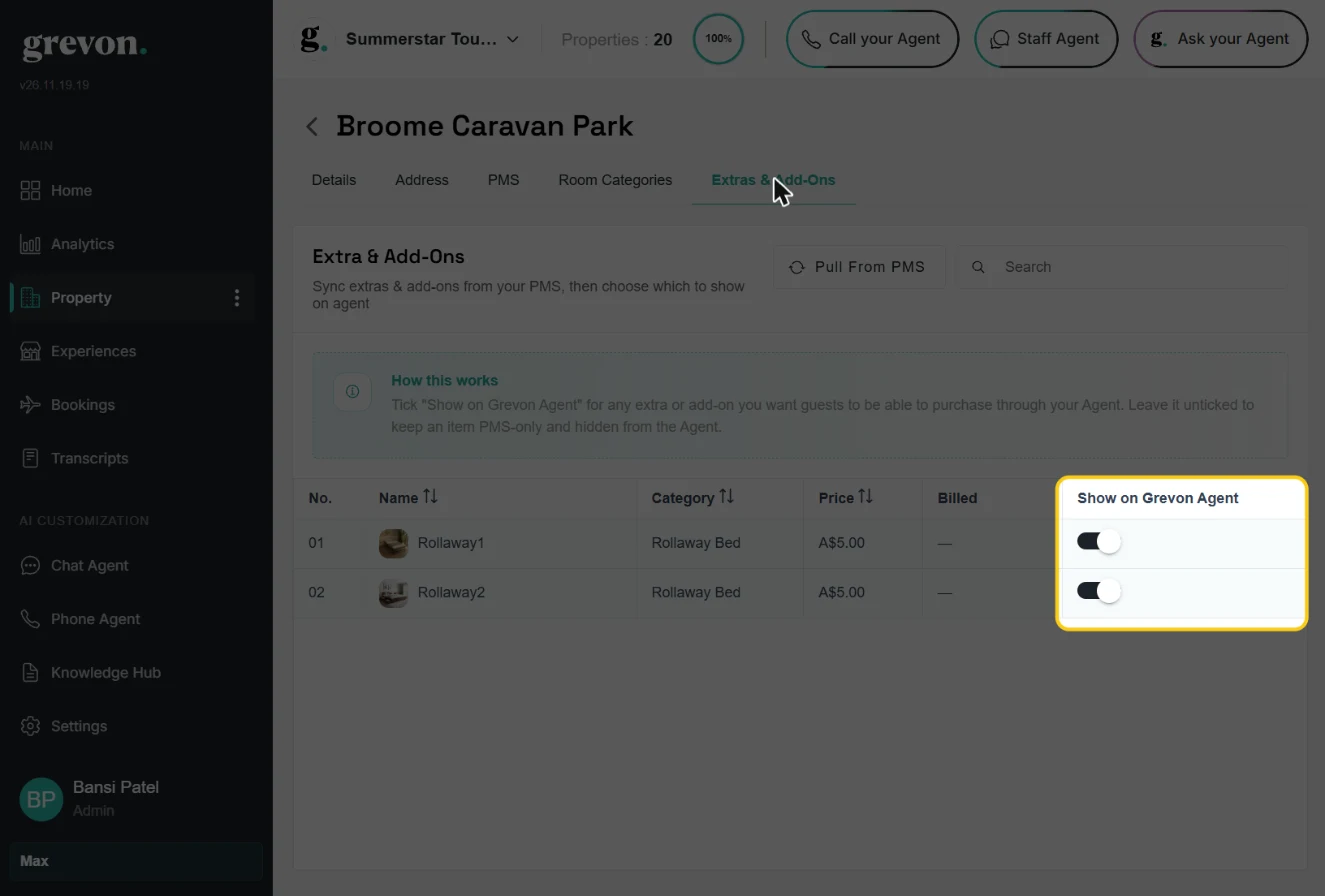 grevon.
v26.11.19.19
MAIN
Home
Analytics
Property
Experiences
Bookings
Transcripts
AI CUSTOMIZATION
Chat Agent
Phone Agent
Knowledge Hub
Settings
BP
Bansi Patel
Admin
Max
g. Summerstar Tou...
Properties : 20
100%
Call your Agent
Staff Agent
g. Ask your Agent
Broome Caravan Park
Details Address PMS Room Categories Extras & Add-Ons
Extra & Add-Ons
Sync extras & add-ons from your PMS, then choose which to show
on agent
Pull From PMS
Search
How this works
Tick "Show on Grevon Agent" for any extra or add-on you want guests to be able to purchase through your Agent. Leave it unticked to
keep an item PMS-only and hidden from the Agent.
No. Name Category Price Billed Show on Grevon Agent
01 Rollaway1 Rollaway Bed A$5.00 —
02 Rollaway2 Rollaway Bed A$5.00 —